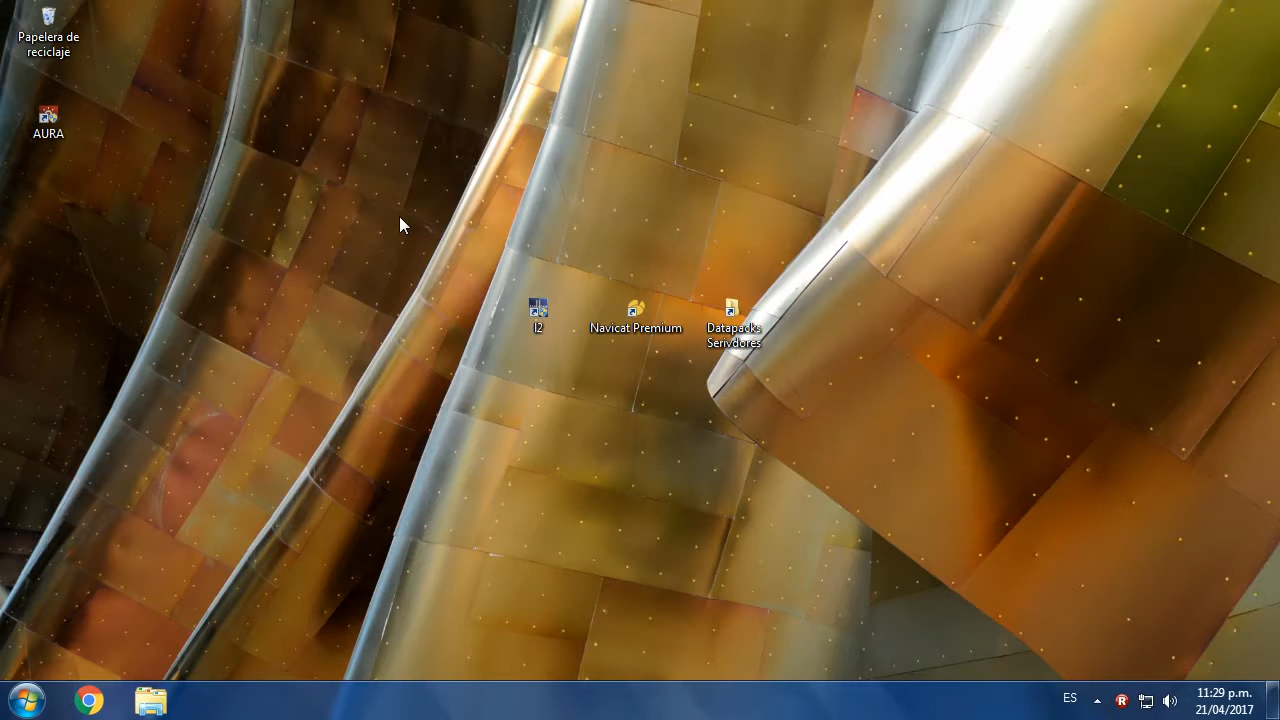 Papelera de
reciclaje
AURA
I2
Navicat Premium
Datapacks
Serivdores
ES
R
11:29 p.m.
21/04/2017